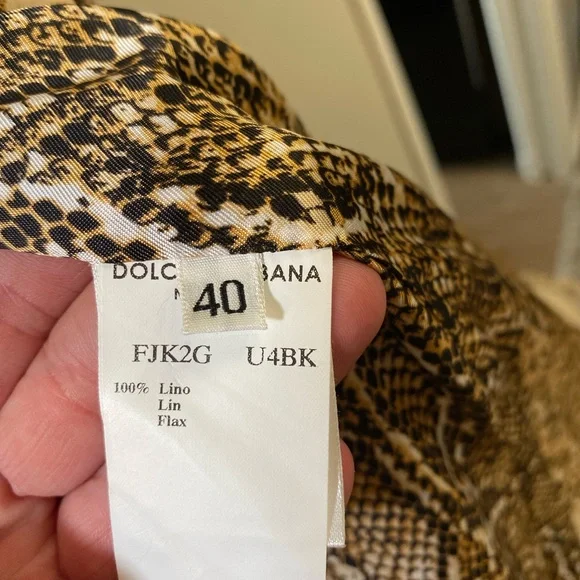 DOLC BANA
40
FJK2G U4BK
100% Lino
Lin
Flax